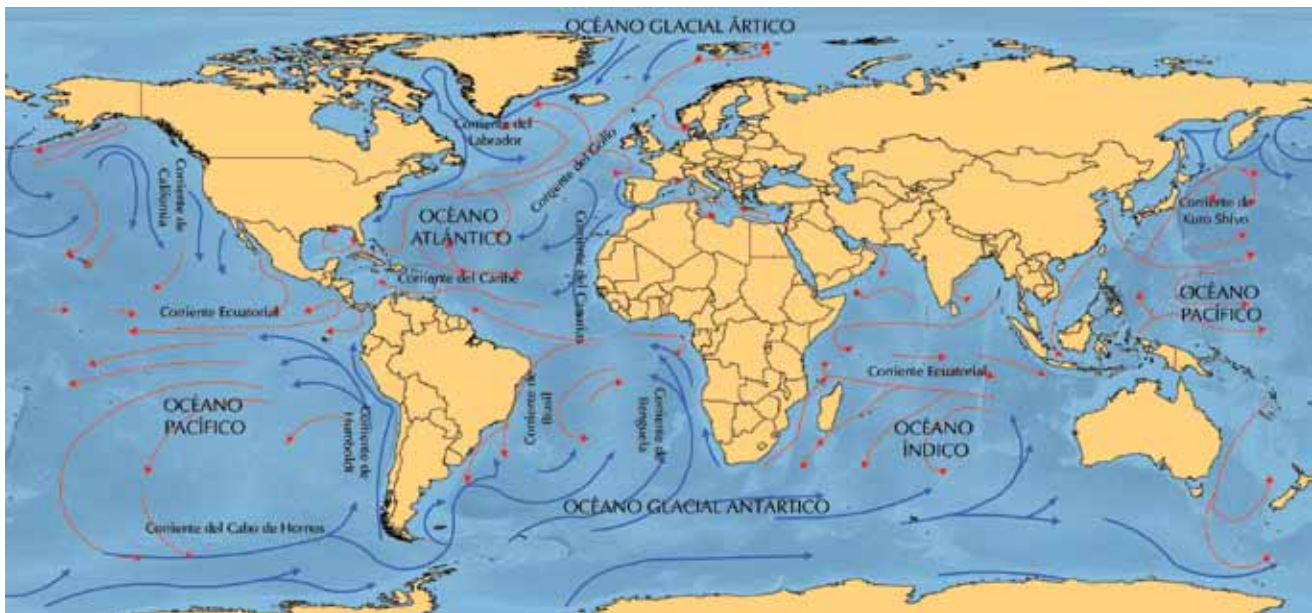 OCÉANO GLACIAL ÁRTICO
Corriente del
Labrador
Corriente del Golfo
Corriente de
California
OCÉANO
ATLÁNTICO
Corriente de
Kuro Shivo
Corriente del Caribe
Corriente del Canarias
OCÉANO
PACÍFICO
Corriente Ecuatorial
Corriente Ecuatorial
OCÉANO
PACÍFICO
Corriente de
Humboldt
Corriente de
Brasil
Corriente de
Benguela
OCÉANO
ÍNDICO
OCÉANO GLACIAL ANTÁRTICO
Corriente del Cabo de Hornos